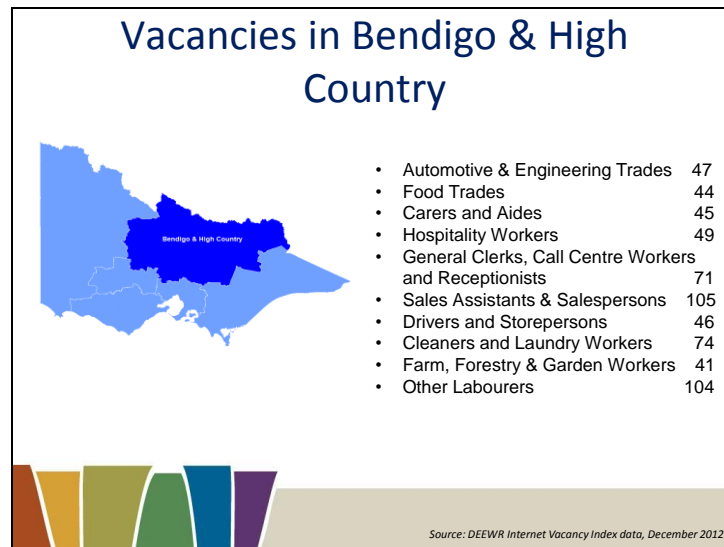 Vacancies in Bendigo & High
Country
Bendigo & High Country
• Automotive & Engineering Trades 47
• Food Trades 44
• Carers and Aides 45
• Hospitality Workers 49
• General Clerks, Call Centre Workers
and Receptionists 71
• Sales Assistants & Salespersons 105
• Drivers and Storepersons 46
• Cleaners and Laundry Workers 74
• Farm, Forestry & Garden Workers 41
• Other Labourers 104
Source: DEEWR Internet Vacancy Index data, December 2012